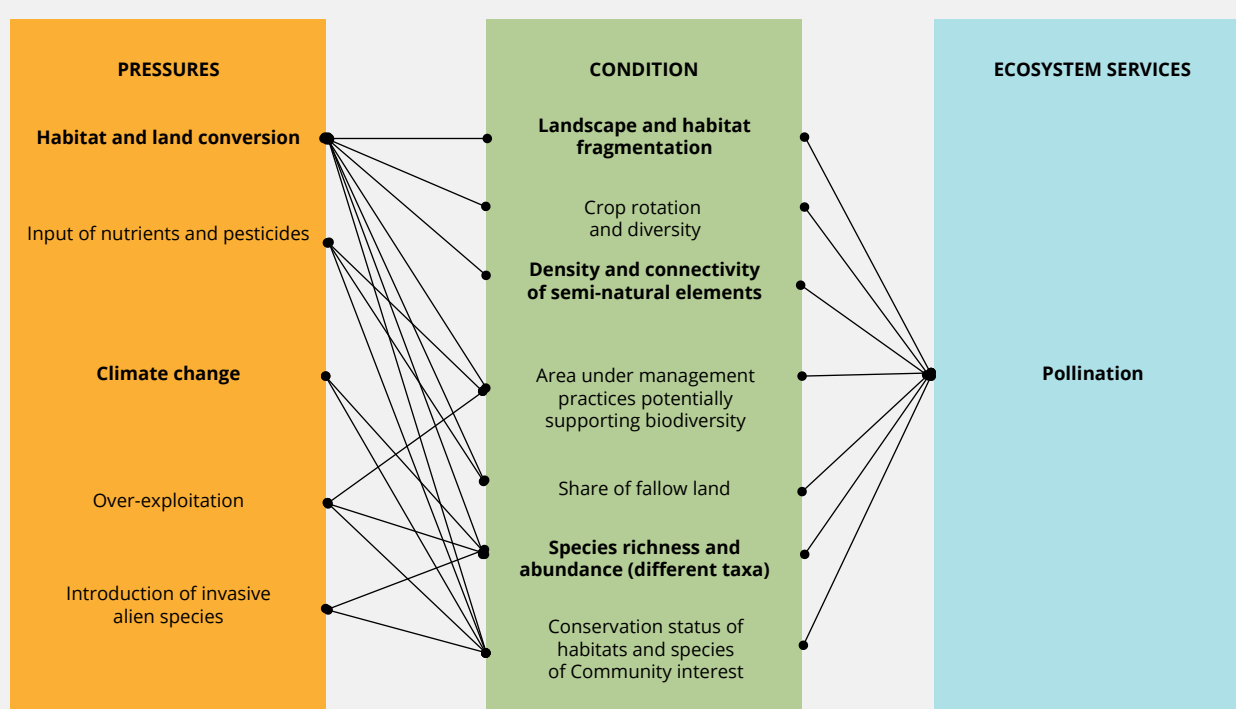 PRESSURES
Habitat and land conversion
Input of nutrients and pesticides
Climate change
Over-exploitation
Introduction of invasive
alien species
CONDITION
Landscape and habitat
fragmentation
Crop rotation
and diversity
Density and connectivity
of semi-natural elements
Area under management
practices potentially
supporting biodiversity
Share of fallow land
Species richness and
abundance (different taxa)
Conservation status of
habitats and species
of Community interest
ECOSYSTEM SERVICES
Pollination